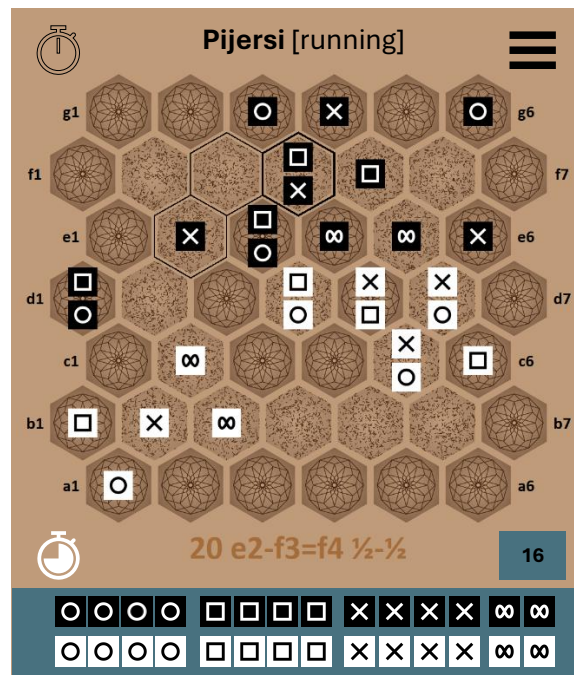 Pijersi [running]
g1 g6
f1 f7
e1 e6
d1 d7
c1 c6
b1 b7
a1 a6
20 e2-f3=f4 ½-½
16